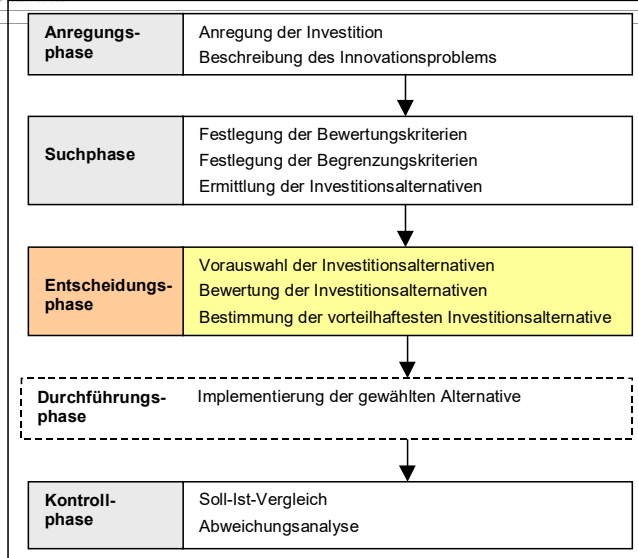 Anregungs-
phase
Anregung der Investition
Beschreibung des Innovationsproblems
Suchphase
Festlegung der Bewertungskriterien
Festlegung der Begrenzungskriterien
Ermittlung der Investitionsalternativen
Entscheidungs-
phase
Vorauswahl der Investitionsalternativen
Bewertung der Investitionsalternativen
Bestimmung der vorteilhaftesten Investitionsalternative
Durchführungs-
phase
Implementierung der gewählten Alternative
Kontroll-
phase
Soll-Ist-Vergleich
Abweichungsanalyse